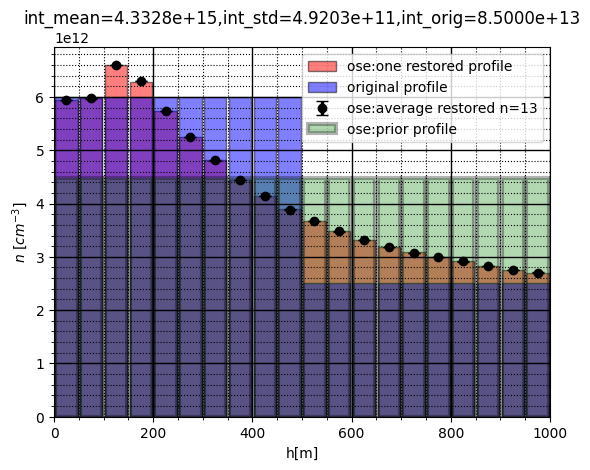 int_mean=4.3328e+15,int_std=4.9203e+11,int_orig=8.5000e+13
1e12
ose:one restored profile
original profile
ose:average restored n=13
ose:prior profile
6
5
4
3
2
1
0
n [cm⁻³]
0 200 400 600 800 1000
h[m]